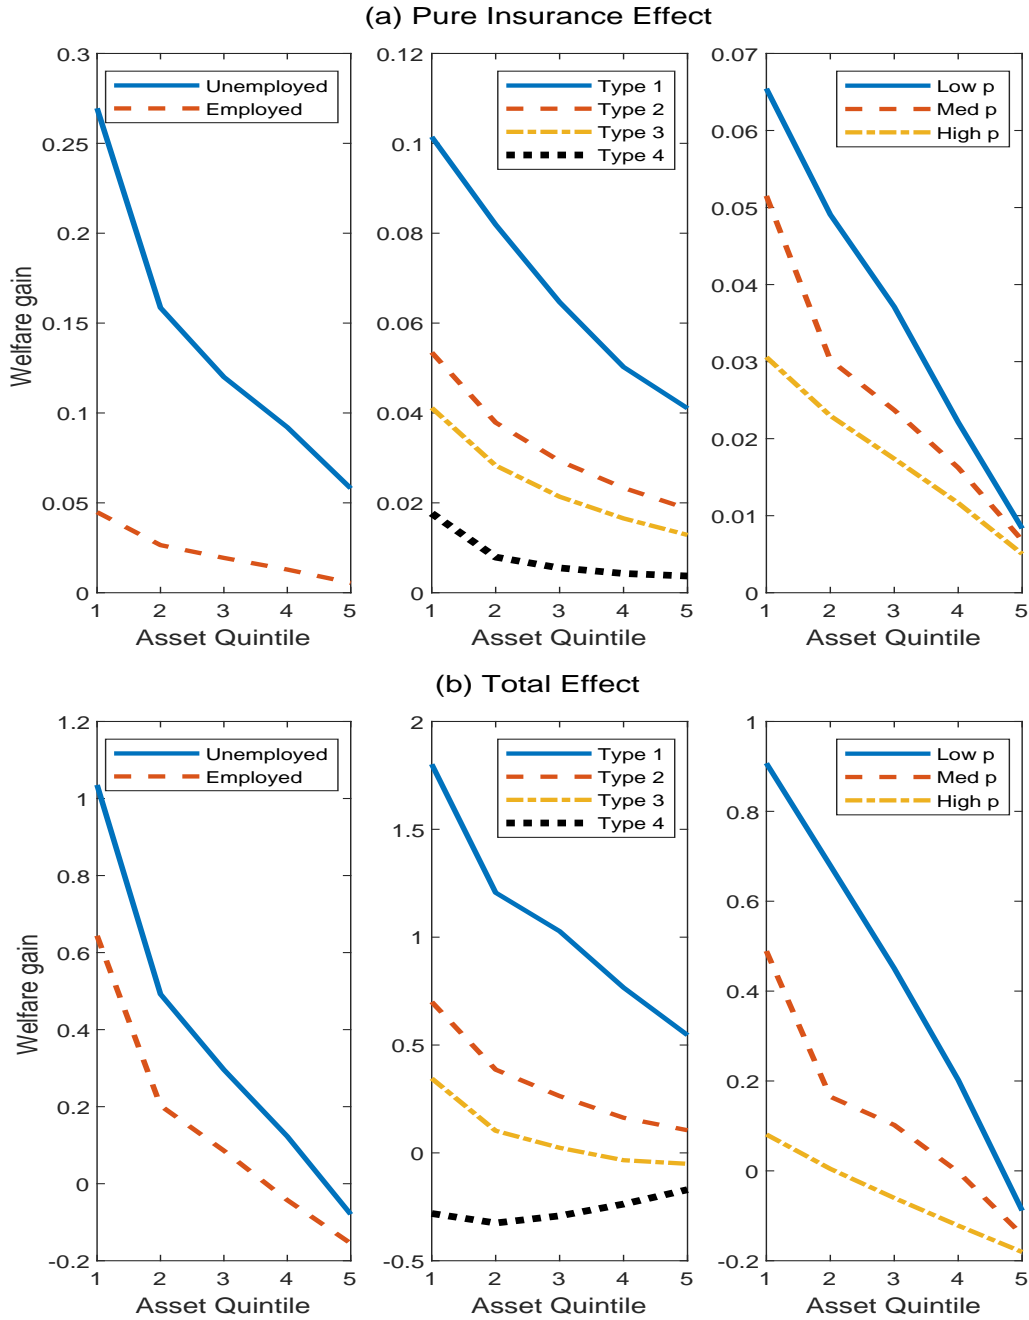 (a) Pure Insurance Effect
Welfare gain
0.3
0.25
0.2
0.15
0.1
0.05
0
1 2 3 4 5
Asset Quintile
Unemployed
Employed
0.12
0.1
0.08
0.06
0.04
0.02
0
1 2 3 4 5
Asset Quintile
Type 1
Type 2
Type 3
Type 4
0.07
0.06
0.05
0.04
0.03
0.02
0.01
0
1 2 3 4 5
Asset Quintile
Low p
Med p
High p
(b) Total Effect
Welfare gain
1.2
1
0.8
0.6
0.4
0.2
0
-0.2
1 2 3 4 5
Asset Quintile
Unemployed
Employed
2
1.5
1
0.5
0
-0.5
1 2 3 4 5
Asset Quintile
Type 1
Type 2
Type 3
Type 4
1
0.8
0.6
0.4
0.2
0
-0.2
1 2 3 4 5
Asset Quintile
Low p
Med p
High p